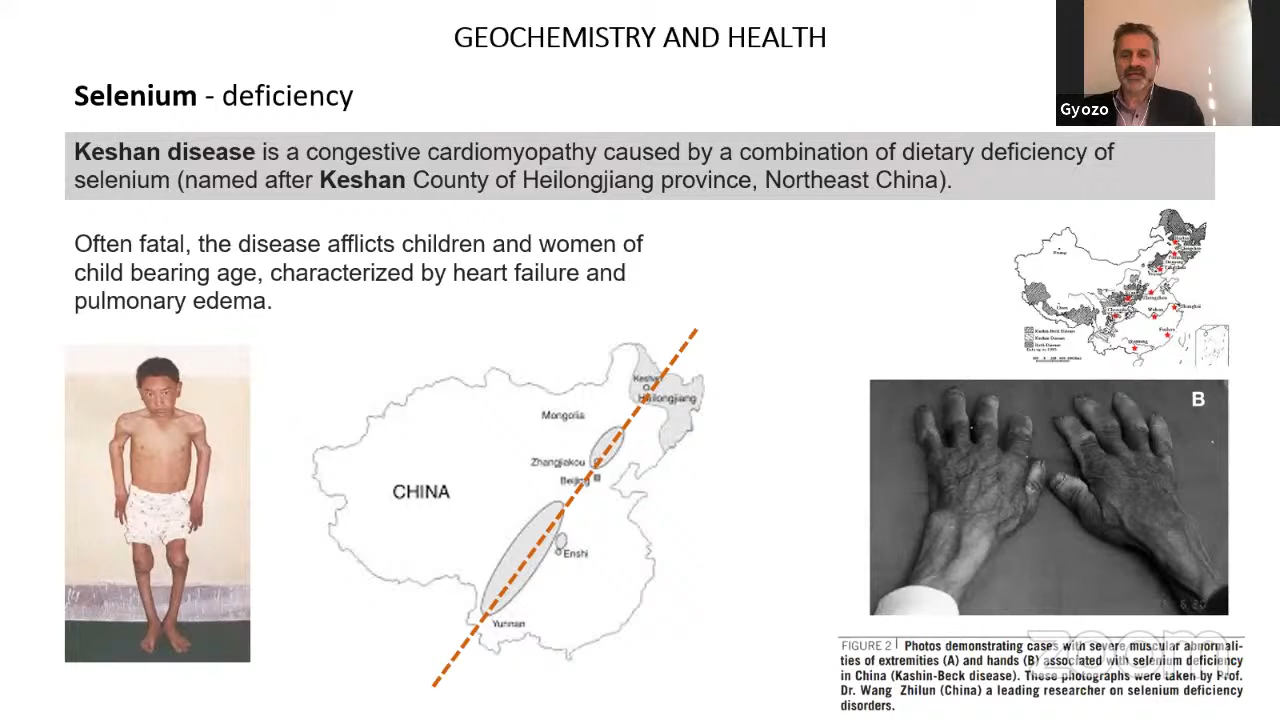 GEOCHEMISTRY AND HEALTH
Gyozo
Selenium - deficiency
Keshan disease is a congestive cardiomyopathy caused by a combination of dietary deficiency of
selenium (named after Keshan County of Heilongjiang province, Northeast China).
Often fatal, the disease afflicts children and women of
child bearing age, characterized by heart failure and
pulmonary edema.
Keshan
Heilongjiang
Mongolia
Zhangjiakou
Beijing
CHINA
Enshi
Yunnan
B
zoom
FIGURE 2 | Photos demonstrating cases with severe muscular abnormali-
ties of extremities (A) and hands (B) associated with selenium deficiency
in China (Kashin-Beck disease). These photographs were taken by Prof.
Dr. Wang Zhilun (China) a leading researcher on selenium deficiency
disorders.